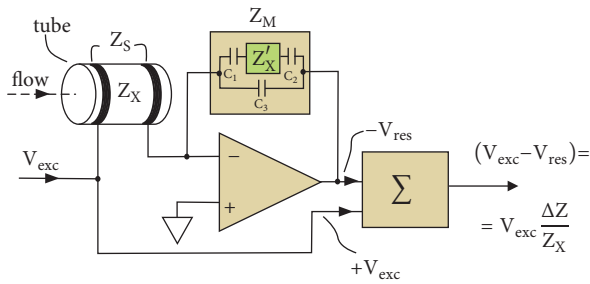 tube
Z_S
Z_M
C_1
Z'_X
C_2
C_3
flow
Z_X
−V_res
V_exc
−
+
Σ
(V_exc−V_res)=
= V_exc ΔZ/Z_X
+V_exc